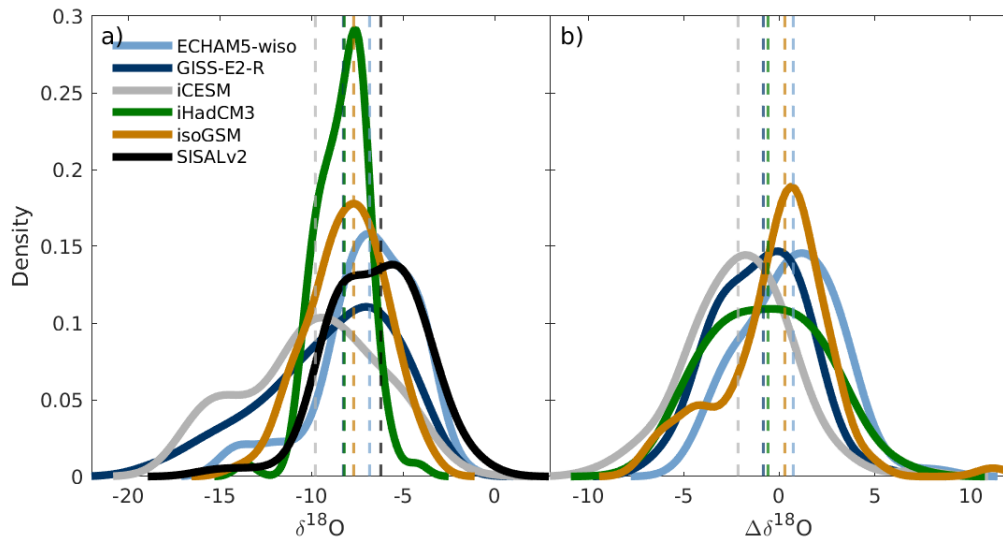 a)
ECHAM5-wiso
GISS-E2-R
iCESM
iHadCM3
isoGSM
SISALv2
0.3
0.25
0.2
0.15
0.1
0.05
0
Density
-20 -15 -10 -5 0
δ¹⁸O
b)
-10 -5 0 5 10
Δδ¹⁸O